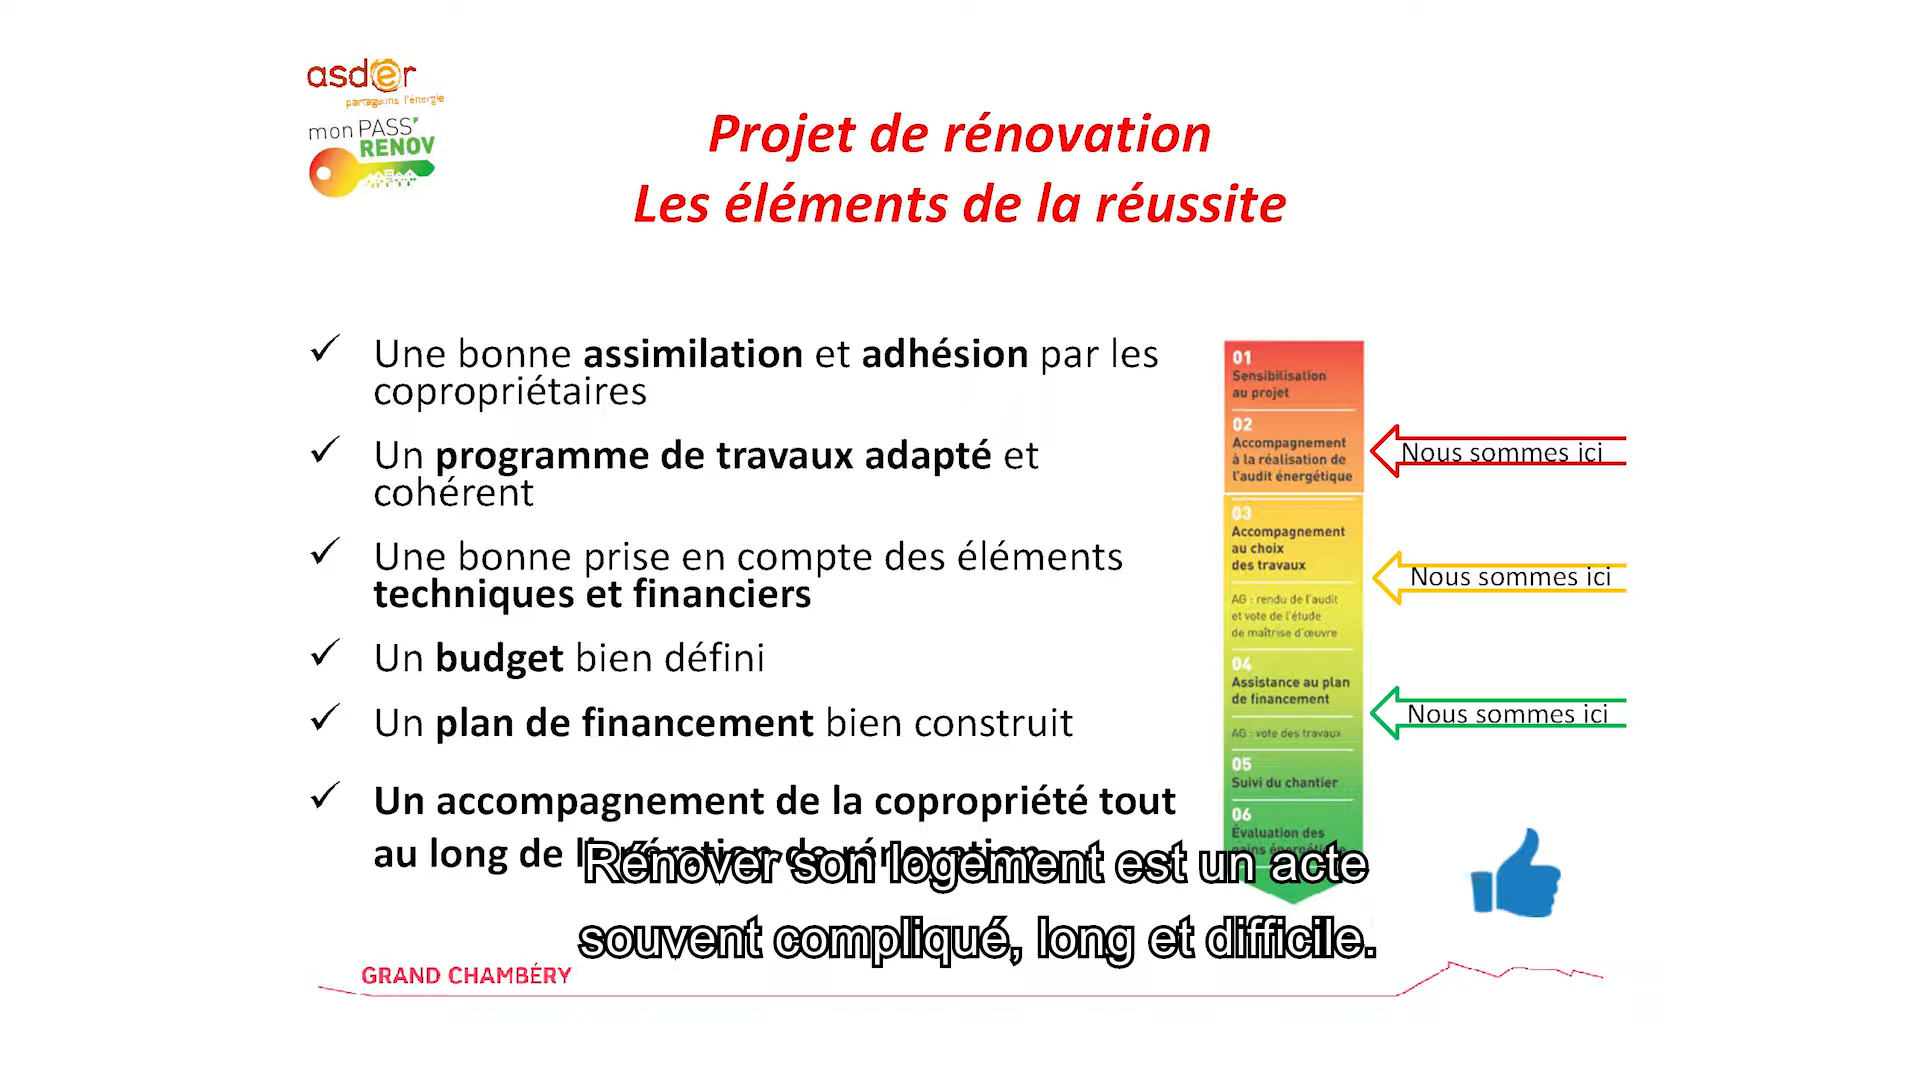 asder
partageons l'énergie
mon PASS'
RENOV
Projet de rénovation
Les éléments de la réussite
✓ Une bonne assimilation et adhésion par les
copropriétaires
✓ Un programme de travaux adapté et
cohérent
✓ Une bonne prise en compte des éléments
techniques et financiers
✓ Un budget bien défini
✓ Un plan de financement bien construit
✓ Un accompagnement de la copropriété tout
au long de l'opération de rénovation
01
Sensibilisation
au projet
02
Accompagnement
à la réalisation de
l'audit énergétique
03
Accompagnement
au choix
des travaux
AG : rendu de l'audit
et vote de l'étude
de maîtrise d'œuvre
04
Assistance au plan
de financement
AG : vote des travaux
05
Suivi du chantier
06
Évaluation des
gains énergétiques
Nous sommes ici
Nous sommes ici
Nous sommes ici
Rénover son logement est un acte
souvent compliqué, long et difficile.
GRAND CHAMBÉRY